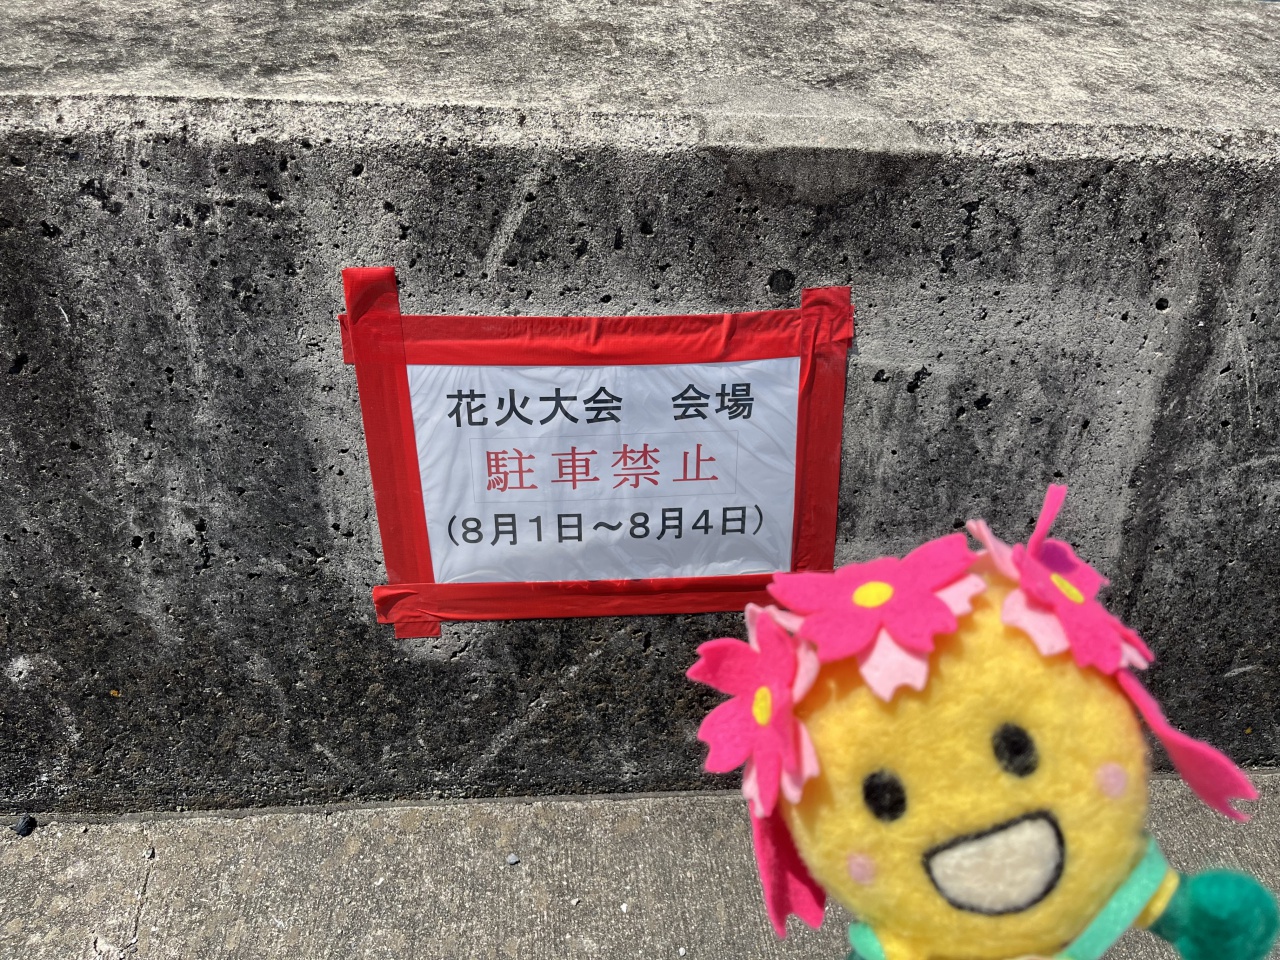 花火大会　会場
駐車禁止
（8月1日～8月4日）